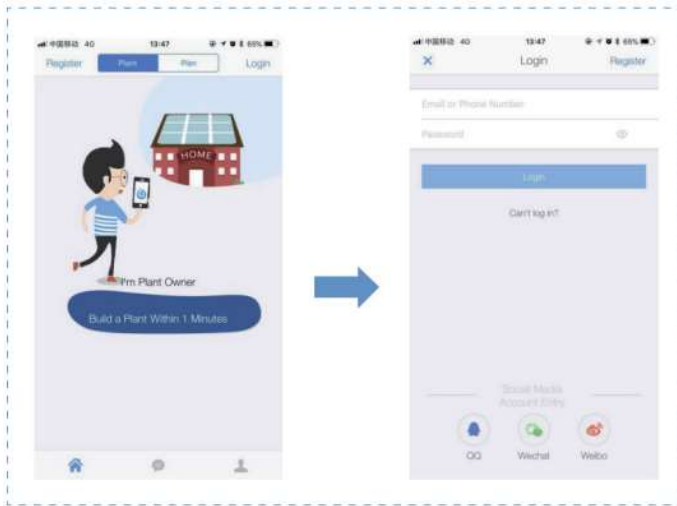 中国移动 4G 13:47 69%
Register Plant Plan Login
HOME
I'm Plant Owner
Build a Plant Within 1 Minutes
中国移动 4G 13:47 69%
Login Register
Email or Phone Number
Password
Login
Can't log in?
Social Media
Account Entry
QQ Wechat Weibo